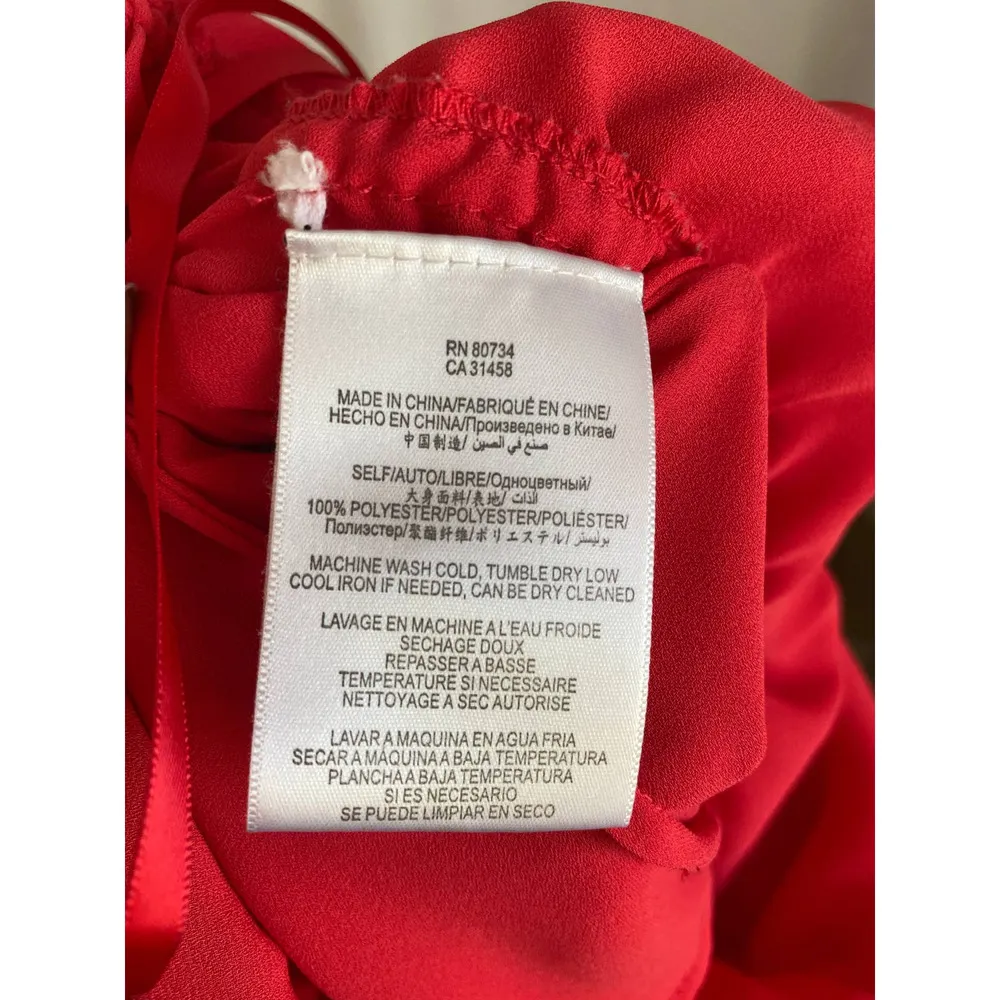 RN 80734
CA 31458
MADE IN CHINA/FABRIQUÉ EN CHINE/
HECHO EN CHINA/Произведено в Китае/
中国制造/ صنع في الصين/
SELF/AUTO/LIBRE/Одноцветный/
大身面料/表地/ الذات/
100% POLYESTER/POLYESTER/POLIÉSTER/
Полиэстер/聚酯纤维/ポリエステル/ بوليستر
MACHINE WASH COLD, TUMBLE DRY LOW
COOL IRON IF NEEDED, CAN BE DRY CLEANED
LAVAGE EN MACHINE A L'EAU FROIDE
SECHAGE DOUX
REPASSER A BASSE
TEMPERATURE SI NECESSAIRE
NETTOYAGE A SEC AUTORISE
LAVAR A MAQUINA EN AGUA FRIA
SECAR A MÁQUINA A BAJA TEMPERATURA
PLANCHA A BAJA TEMPERATURA
SI ES NECESARIO
SE PUEDE LIMPIAR EN SECO